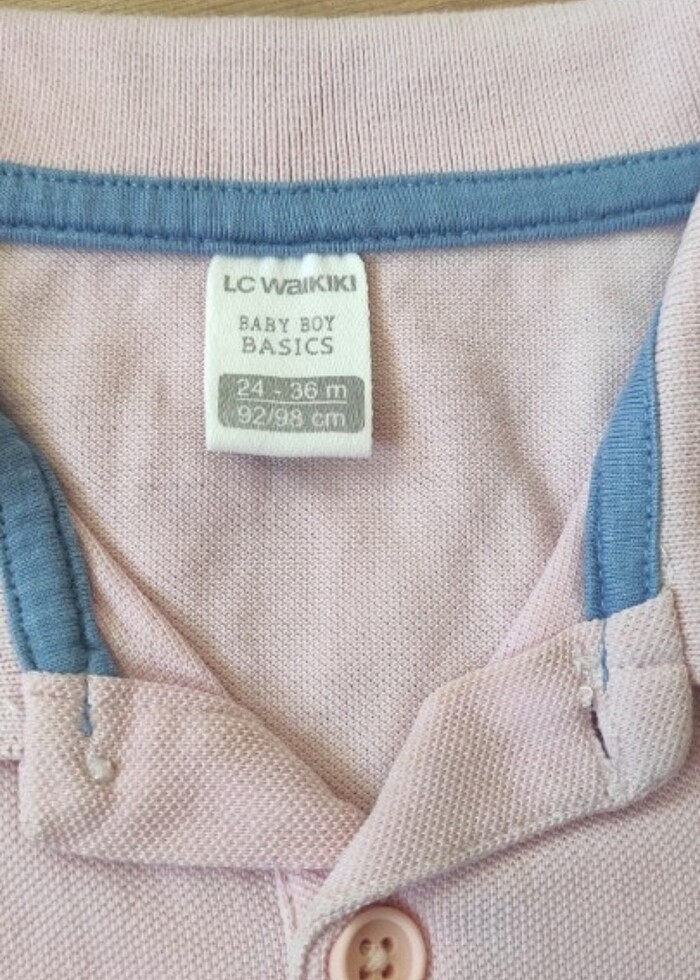 LC WaIKIKI
BABY BOY
BASICS
24 - 36 m
92/98 cm